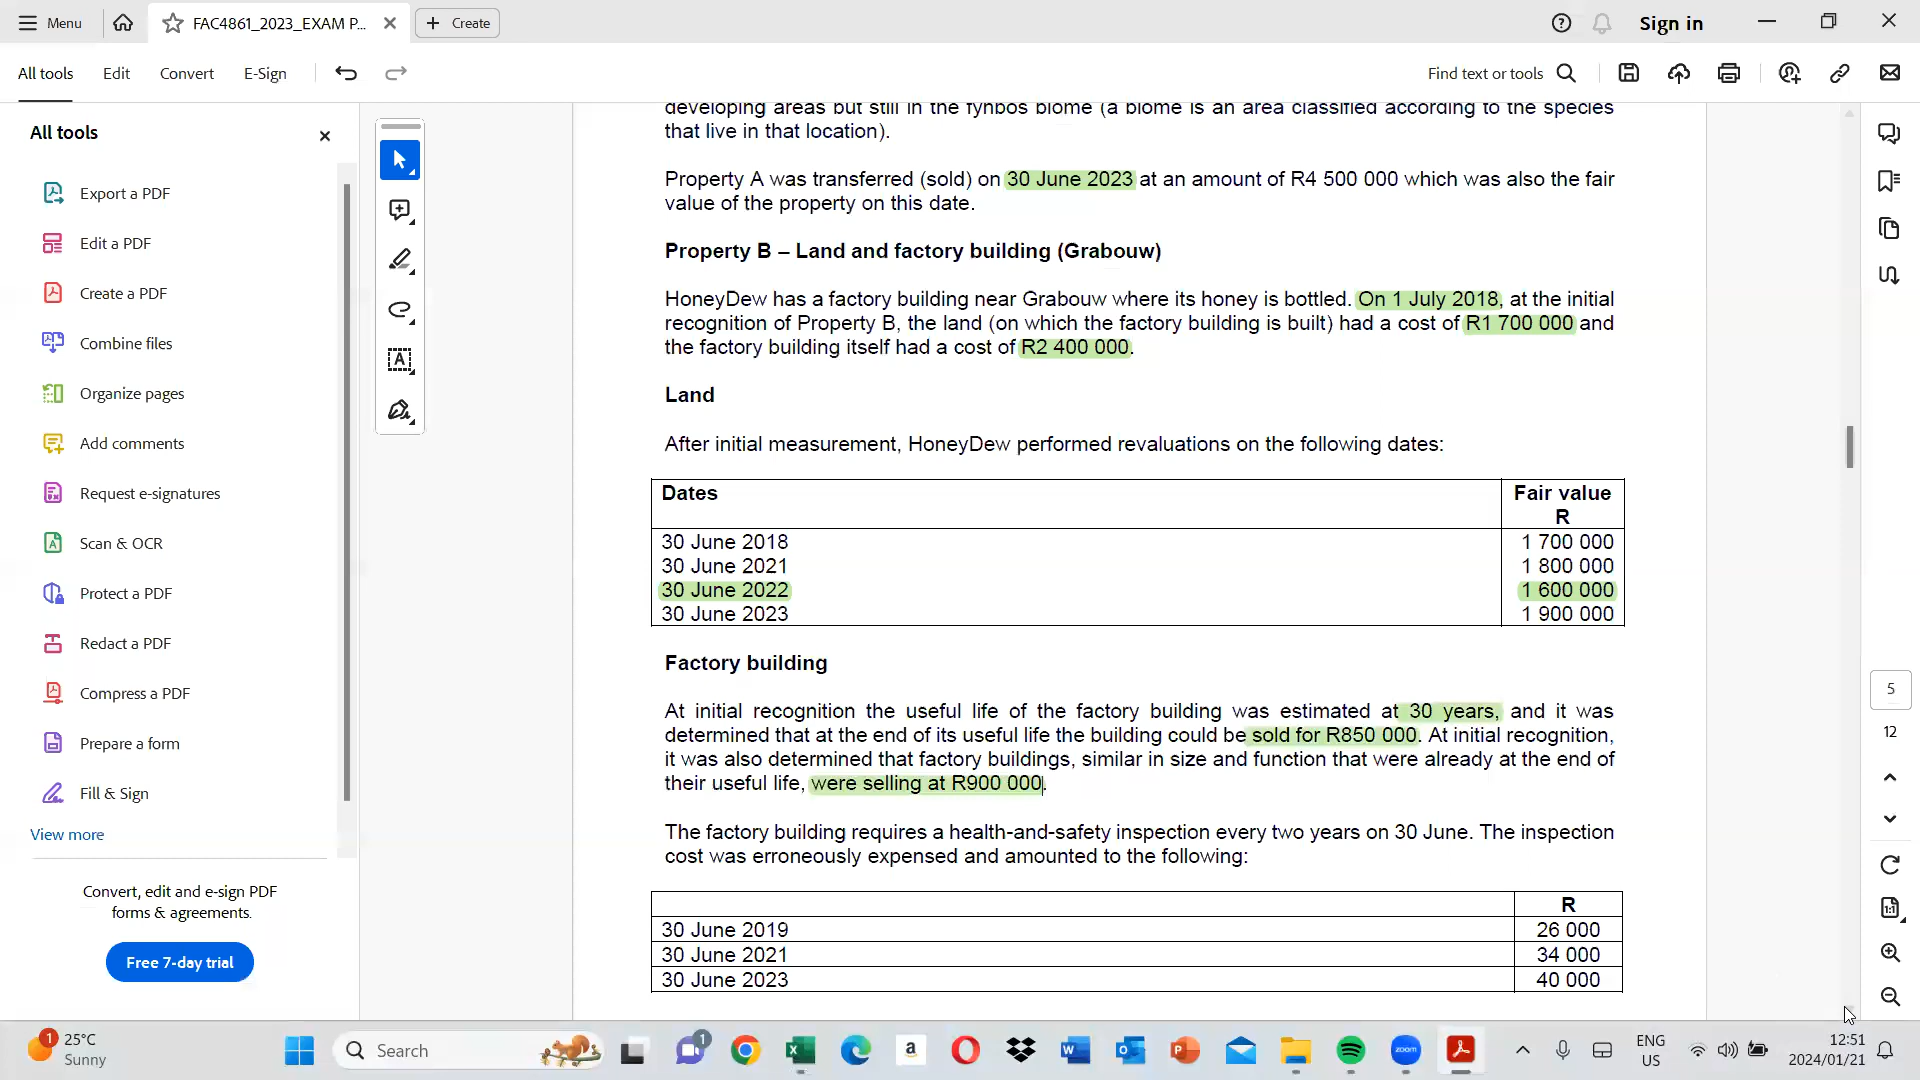 Menu
FAC4861_2023_EXAM P...
Create
Sign in
All tools
Edit
Convert
E-Sign
Find text or tools
All tools
Export a PDF
Edit a PDF
Create a PDF
Combine files
Organize pages
Add comments
Request e-signatures
Scan & OCR
Protect a PDF
Redact a PDF
Compress a PDF
Prepare a form
Fill & Sign
View more
Convert, edit and e-sign PDF
forms & agreements.
Free 7-day trial
developing areas but still in the fynbos biome (a biome is an area classified according to the species
that live in that location).
Property A was transferred (sold) on 30 June 2023 at an amount of R4 500 000 which was also the fair
value of the property on this date.
Property B – Land and factory building (Grabouw)
HoneyDew has a factory building near Grabouw where its honey is bottled. On 1 July 2018, at the initial
recognition of Property B, the land (on which the factory building is built) had a cost of R1 700 000 and
the factory building itself had a cost of R2 400 000.
Land
After initial measurement, HoneyDew performed revaluations on the following dates:
Dates Fair value
R
30 June 2018 1 700 000
30 June 2021 1 800 000
30 June 2022 1 600 000
30 June 2023 1 900 000
Factory building
At initial recognition the useful life of the factory building was estimated at 30 years, and it was
determined that at the end of its useful life the building could be sold for R850 000. At initial recognition,
it was also determined that factory buildings, similar in size and function that were already at the end of
their useful life, were selling at R900 000.
The factory building requires a health-and-safety inspection every two years on 30 June. The inspection
cost was erroneously expensed and amounted to the following:
R
30 June 2019 26 000
30 June 2021 34 000
30 June 2023 40 000
5
12
1
25°C
Sunny
Search
1
a
zoom
ENG
US
12:51
2024/01/21